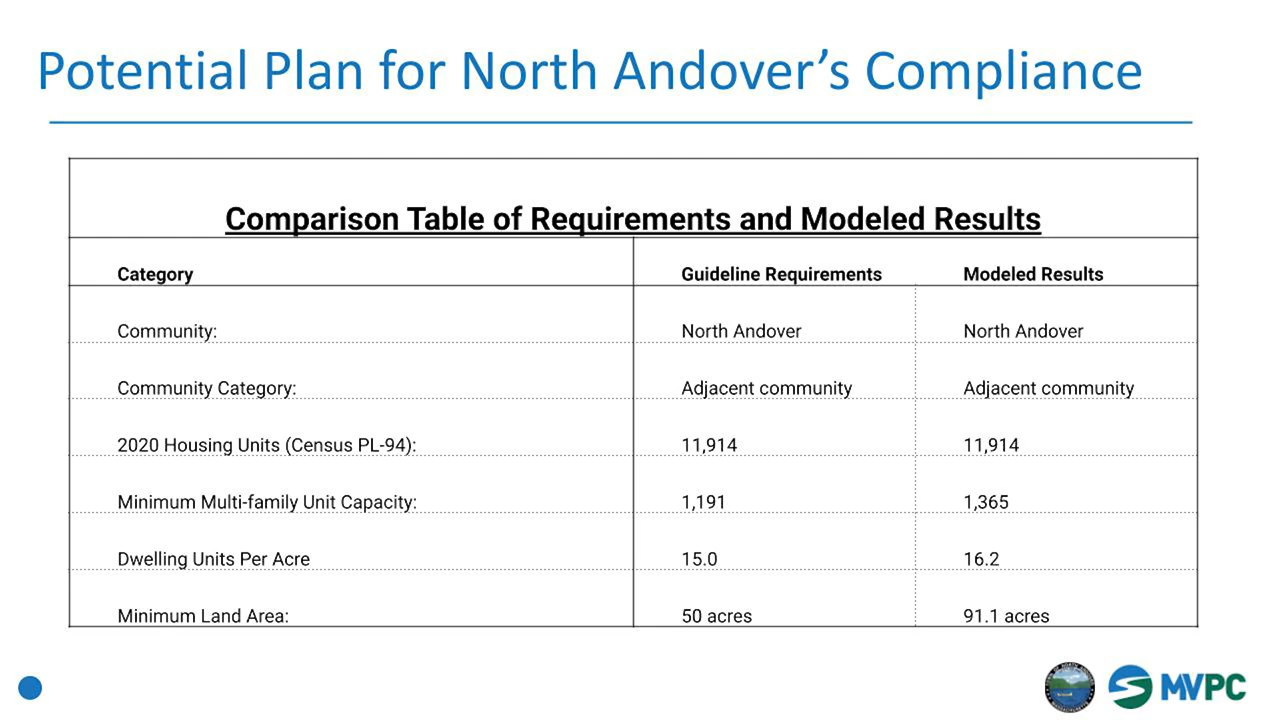 Potential Plan for North Andover’s Compliance
Comparison Table of Requirements and Modeled Results
Category Guideline Requirements Modeled Results
Community: North Andover North Andover
Community Category: Adjacent community Adjacent community
2020 Housing Units (Census PL-94): 11,914 11,914
Minimum Multi-family Unit Capacity: 1,191 1,365
Dwelling Units Per Acre 15.0 16.2
Minimum Land Area: 50 acres 91.1 acres
MVPC